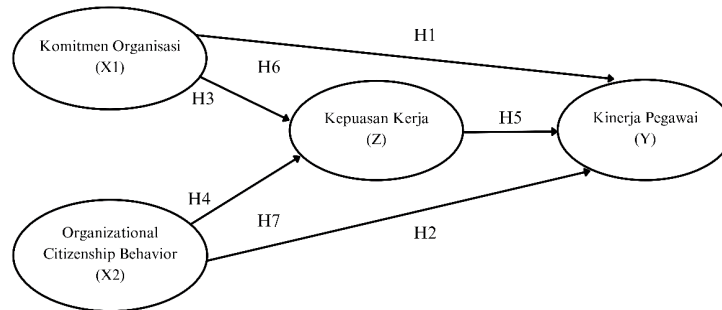 Komitmen Organisasi
(X1)
H1
H6
H3
Kepuasan Kerja
(Z)
H5
Kinerja Pegawai
(Y)
H4
Organizational
Citizenship Behavior
(X2)
H7
H2